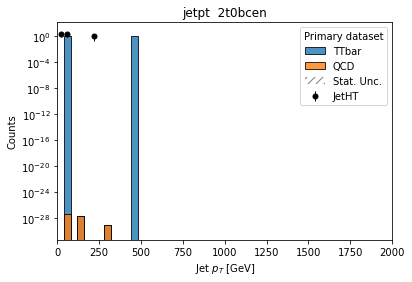 jetpt 2t0bcen
Primary dataset
TTbar
QCD
Stat. Unc.
JetHT
Counts
10^0
10^-4
10^-8
10^-12
10^-16
10^-20
10^-24
10^-28
0 250 500 750 1000 1250 1500 1750 2000
Jet p_T [GeV]